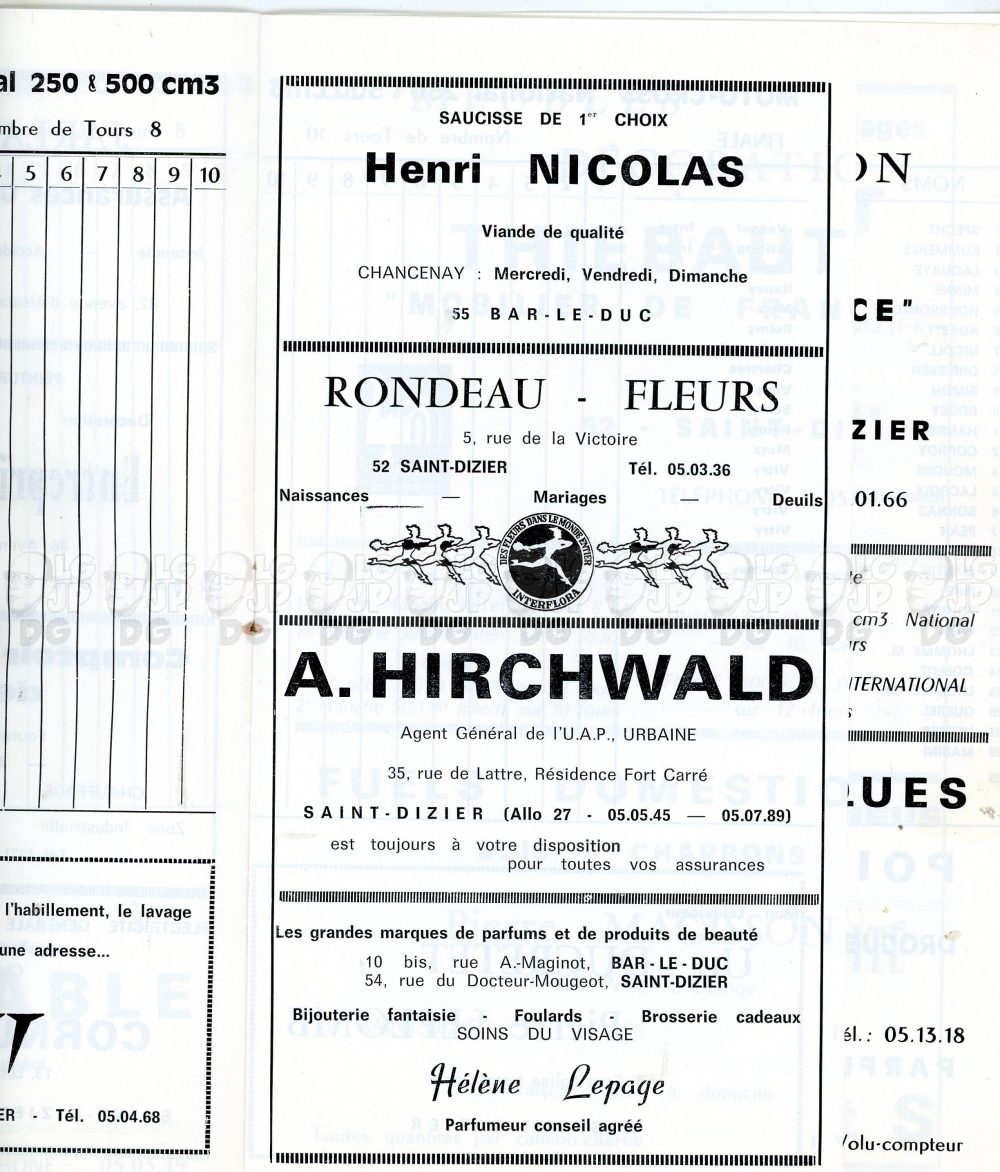 al 250 & 500 cm3
mbre de Tours 8
5 6 7 8 9 10
l'habillement, le lavage
une adresse...
ER - Tél. 05.04.68
SAUCISSE DE 1er CHOIX
Henri NICOLAS
Viande de qualité
CHANCENAY : Mercredi, Vendredi, Dimanche
55 BAR-LE-DUC
RONDEAU - FLEURS
5, rue de la Victoire
52 SAINT-DIZIER Tél. 05.03.36
Naissances — Mariages — Deuils
DES FLEURS DANS LE MONDE ENTIER
INTERFLORA
A. HIRCHWALD
Agent Général de l'U.A.P., URBAINE
35, rue de Lattre, Résidence Fort Carré
SAINT-DIZIER (Allo 27 - 05.05.45 — 05.07.89)
est toujours à votre disposition
pour toutes vos assurances
Les grandes marques de parfums et de produits de beauté
10 bis, rue A.-Maginot, BAR-LE-DUC
54, rue du Docteur-Mougeot, SAINT-DIZIER
Bijouterie fantaisie - Foulards - Brosserie cadeaux
SOINS DU VISAGE
Hélène Lepage
Parfumeur conseil agréé
ON
CE"
ZIER
01.66
cm3 National
rs
TERNATIONAL
UES
él.: 05.13.18
olu-compteur
LG JP DG